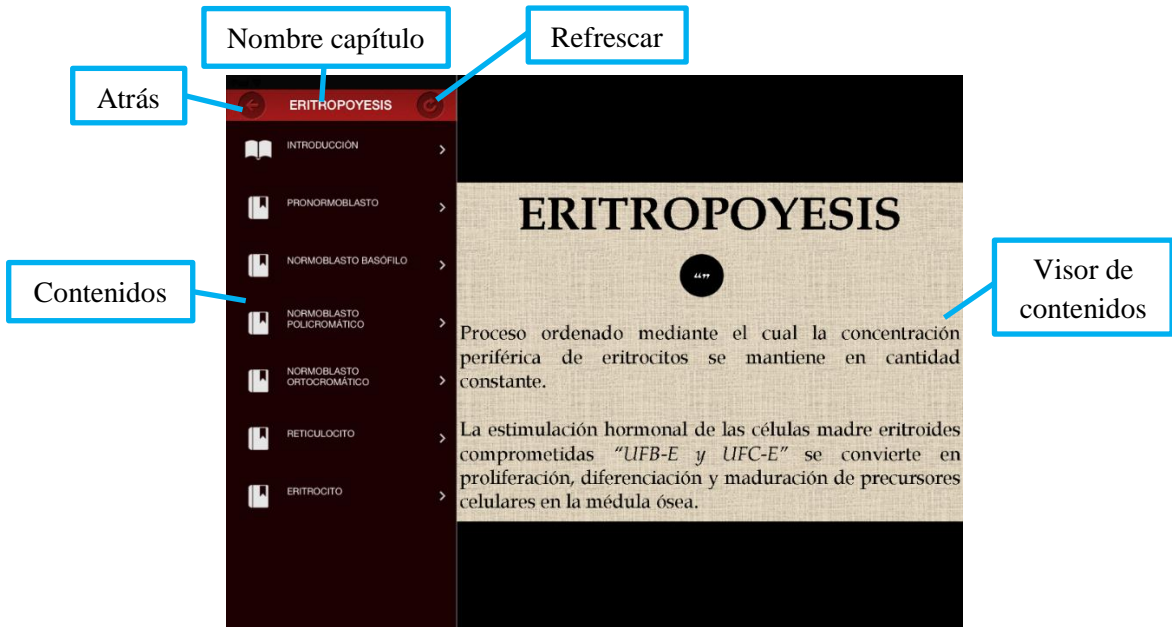 Nombre capítulo
Refrescar
Atrás
ERITROPOYESIS
INTRODUCCIÓN
PRONORMOBLASTO
NORMOBLASTO BASÓFILO
NORMOBLASTO
POLICROMÁTICO
NORMOBLASTO
ORTOCROMÁTICO
RETICULOCITO
ERITROCITO
Contenidos
ERITROPOYESIS
“”
Proceso ordenado mediante el cual la concentración
periférica de eritrocitos se mantiene en cantidad
constante.
La estimulación hormonal de las células madre eritroides
comprometidas “UFB-E y UFC-E” se convierte en
proliferación, diferenciación y maduración de precursores
celulares en la médula ósea.
Visor de
contenidos